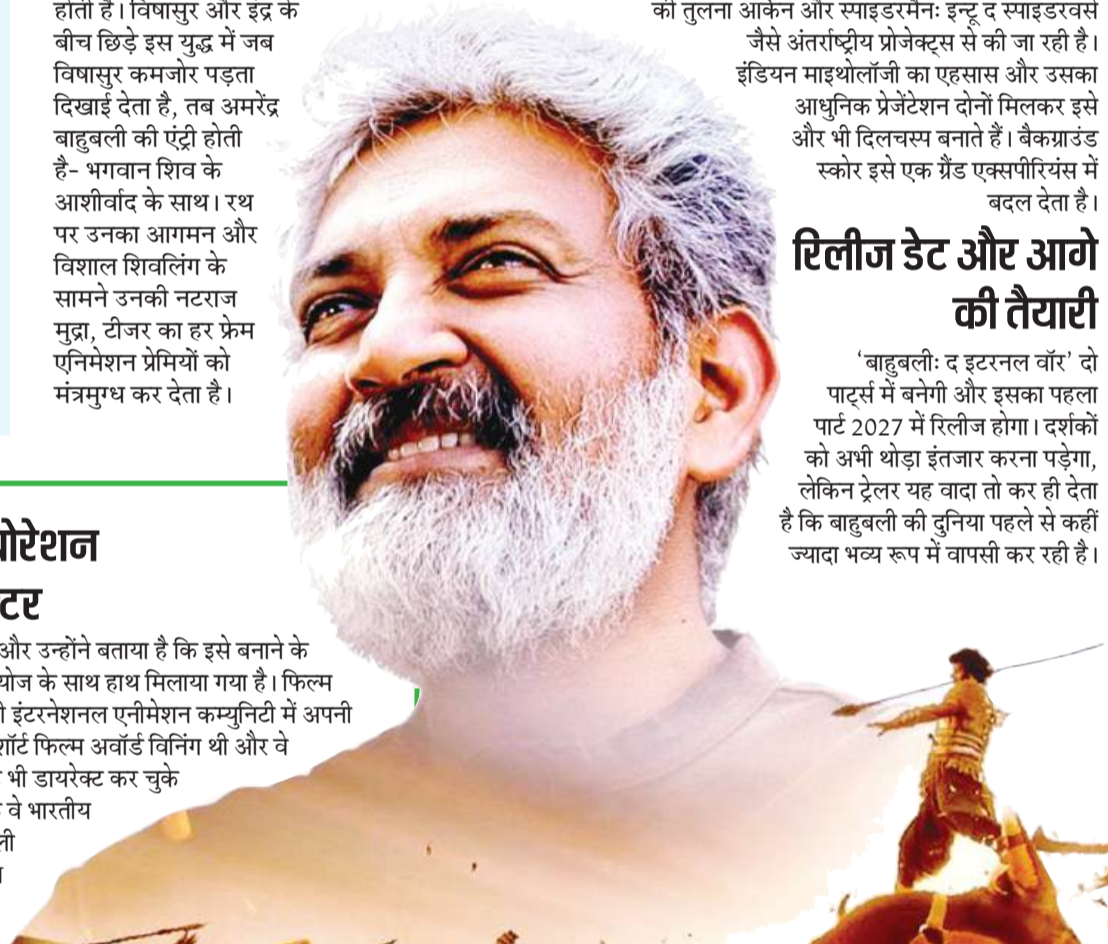 होती है। विषासुर और इंद्र के
बीच छिड़े इस युद्ध में जब
विषासुर कमजोर पड़ता
दिखाई देता है, तब अमरेंद्र
बाहुबली की एंट्री होती
है- भगवान शिव के
आशीर्वाद के साथ। रथ
पर उनका आगमन और
विशाल शिवलिंग के
सामने उनकी नटराज
मुद्रा, टीजर का हर फ्रेम
एनिमेशन प्रेमियों को
मंत्रमुग्ध कर देता है।
की तुलना आर्केन और स्पाइडरमैनः इन्टू द स्पाइडरवर्स
जैसे अंतर्राष्ट्रीय प्रोजेक्ट्स से की जा रही है।
इंडियन माइथोलॉजी का एहसास और उसका
आधुनिक प्रेजेंटेशन दोनों मिलकर इसे
और भी दिलचस्प बनाते हैं। बैकग्राउंड
स्कोर इसे एक ग्रैंड एक्सपीरियंस में
बदल देता है।
रिलीज डेट और आगे
की तैयारी
‘बाहुबलीः द इटरनल वॉर’ दो
पार्ट्स में बनेगी और इसका पहला
पार्ट 2027 में रिलीज होगा। दर्शकों
को अभी थोड़ा इंतजार करना पड़ेगा,
लेकिन ट्रेलर यह वादा तो कर ही देता
है कि बाहुबली की दुनिया पहले से कहीं
ज्यादा भव्य रूप में वापसी कर रही है।
पोरेशन
टर
और उन्होंने बताया है कि इसे बनाने के
योज के साथ हाथ मिलाया गया है। फिल्म
इंटरनेशनल एनीमेशन कम्युनिटी में अपनी
शॉर्ट फिल्म अवॉर्ड विनिंग थी और वे
भी डायरेक्ट कर चुके
वे भारतीय
ली